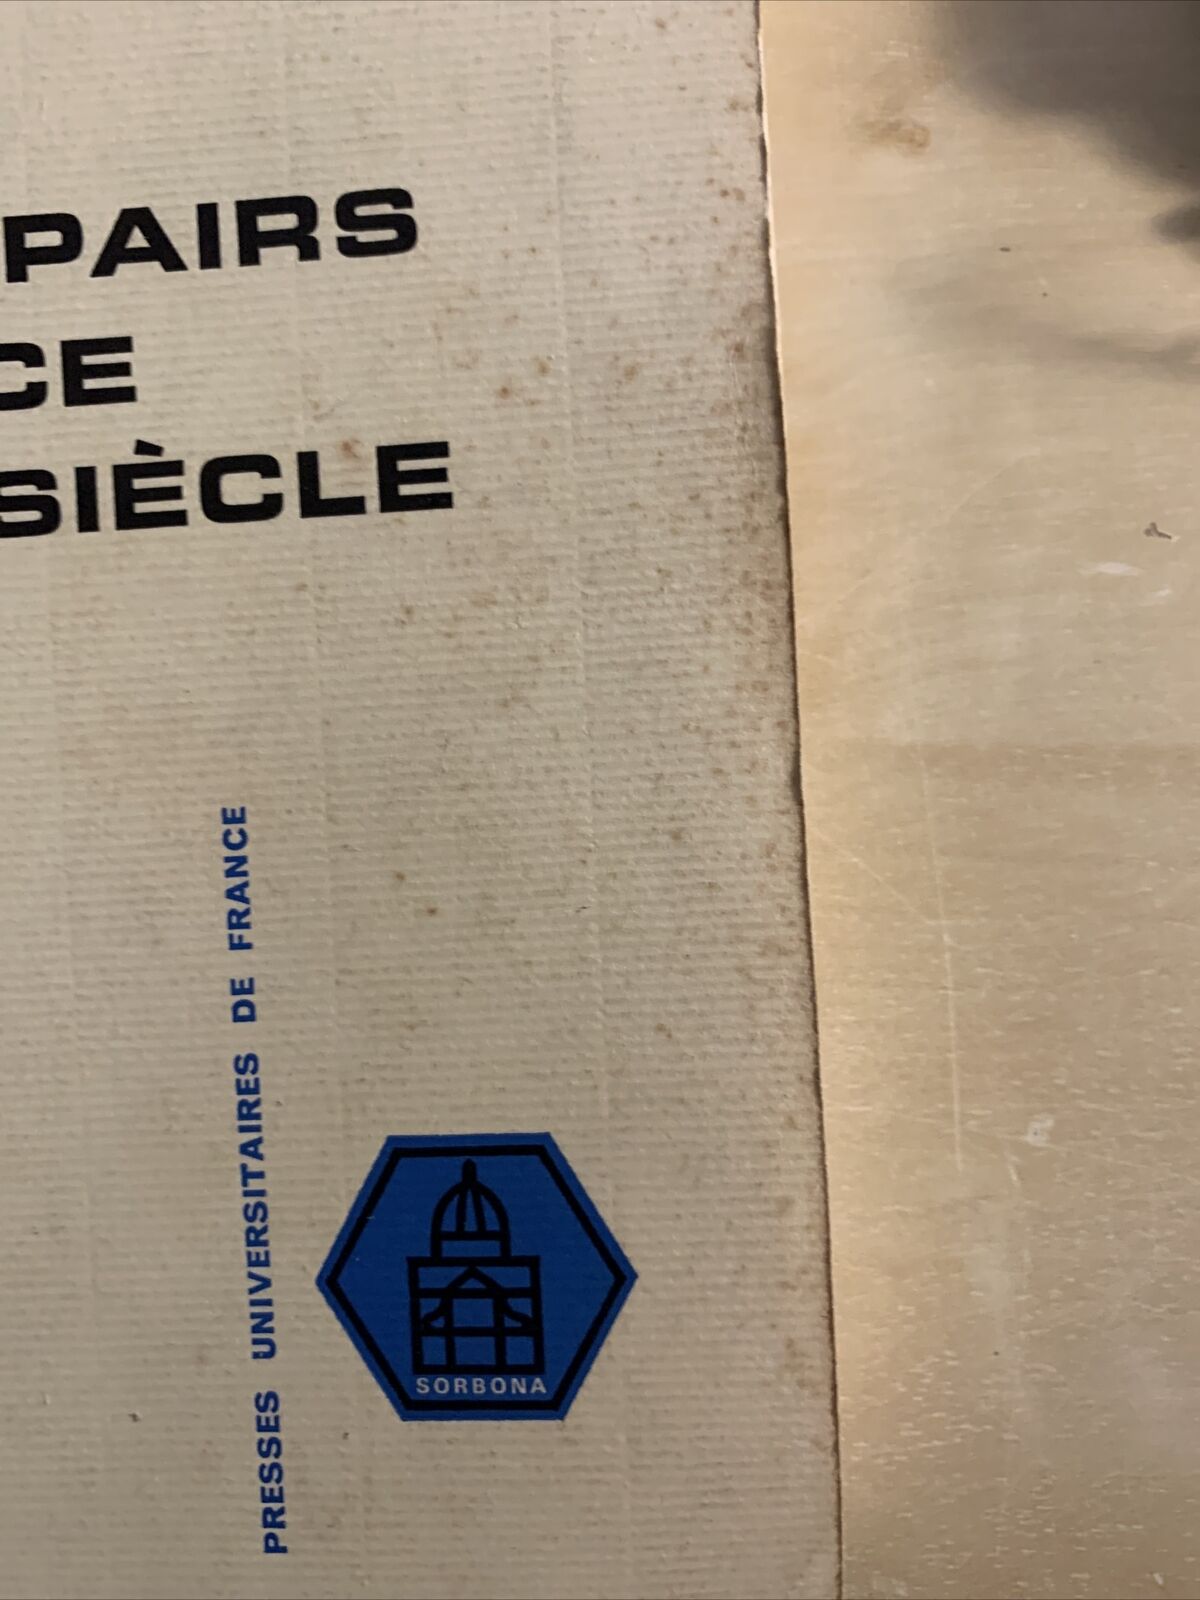 PAIRS
CE
SIÈCLE
PRESSES UNIVERSITAIRES DE FRANCE
SORBONA